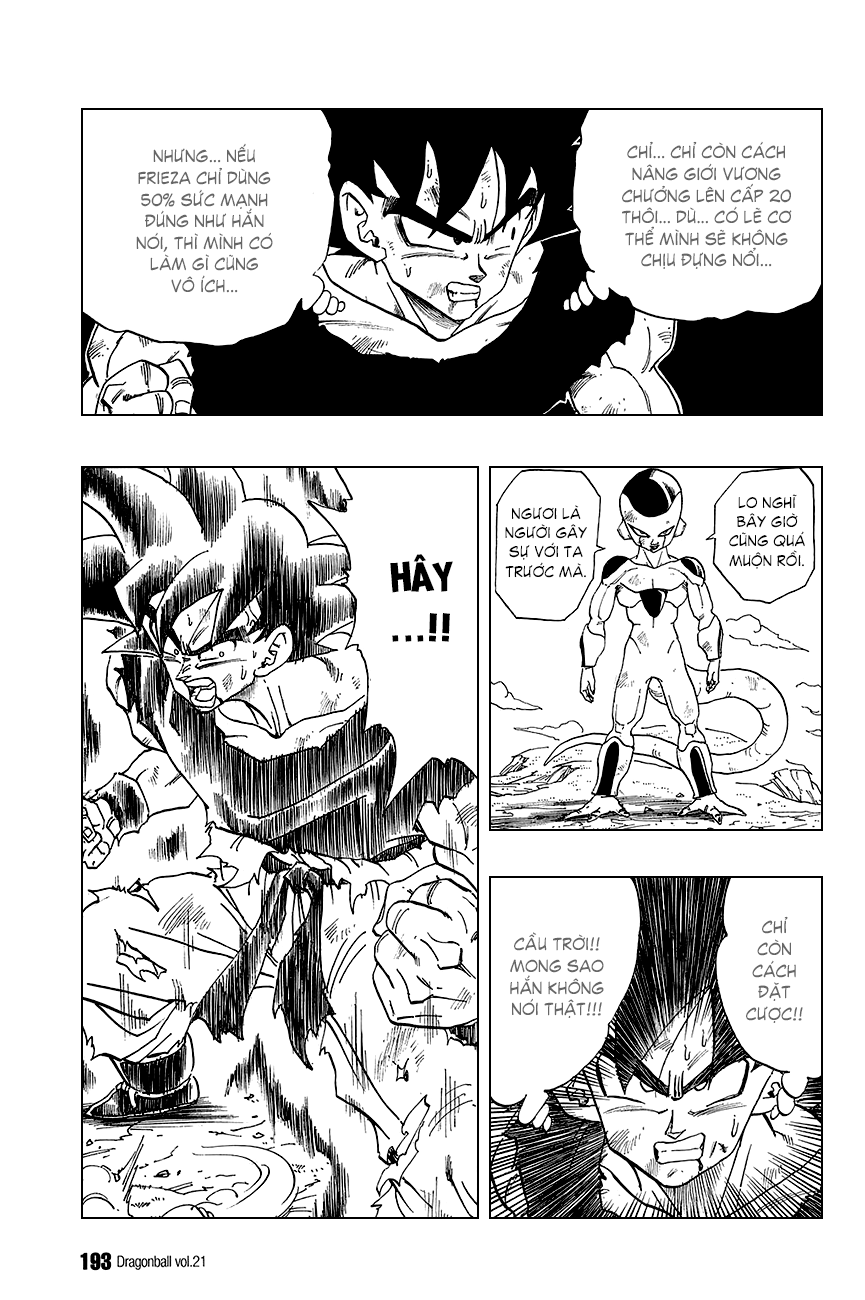 CHỈ... CHỈ CÒN CÁCH
NÂNG GIỚI VƯƠNG
CHƯỞNG LÊN CẤP 20
THÔI... DÙ... CÓ LẼ CƠ
THỂ MÌNH SẼ KHÔNG
CHỊU ĐỰNG NỔI...
NHƯNG... NẾU
FRIEZA CHỈ DÙNG
50% SỨC MẠNH
ĐÚNG NHƯ HẮN
NÓI, THÌ MÌNH CÓ
LÀM GÌ CŨNG
VÔ ÍCH...
LO NGHĨ
BÂY GIỜ
CŨNG QUÁ
MUỘN RỒI.
NGƯƠI LÀ
NGƯỜI GÂY
SỰ VỚI TA
TRƯỚC MÀ.
CHỈ
CÒN
CÁCH
ĐẶT
CƯỢC!!
CẦU TRỜI!!
MONG SAO
HẮN KHÔNG
NÓI THẬT!!!
HÂY
...!!
193 Dragonball vol.21